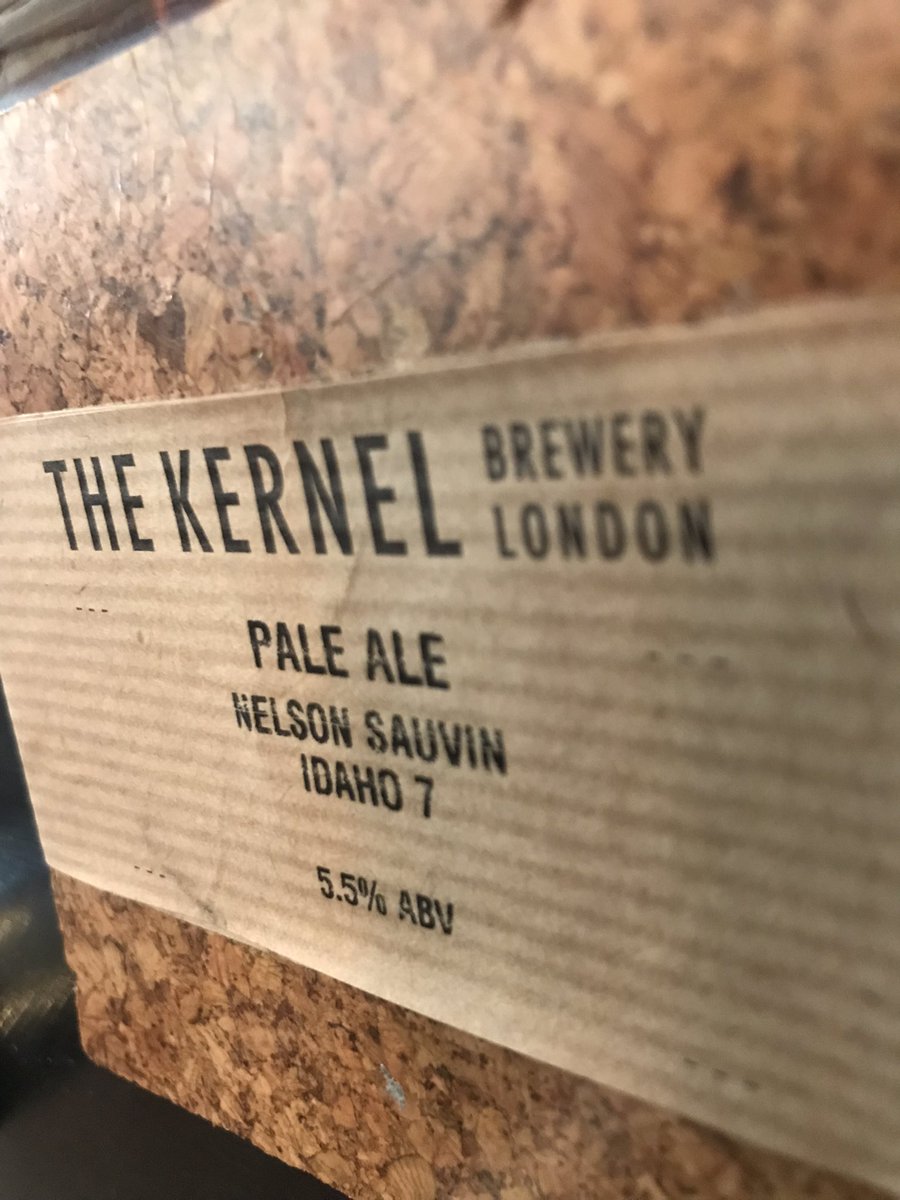 THE KERNEL BREWERY
LONDON
PALE ALE
NELSON SAUVIN
IDAHO 7
5.5% ABV